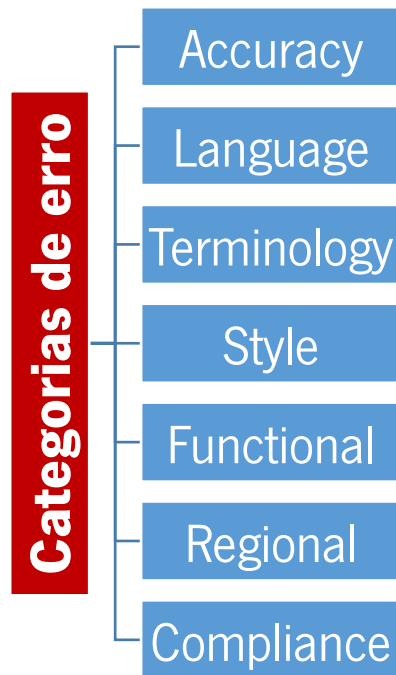 Categorias de erro
Accuracy
Language
Terminology
Style
Functional
Regional
Compliance